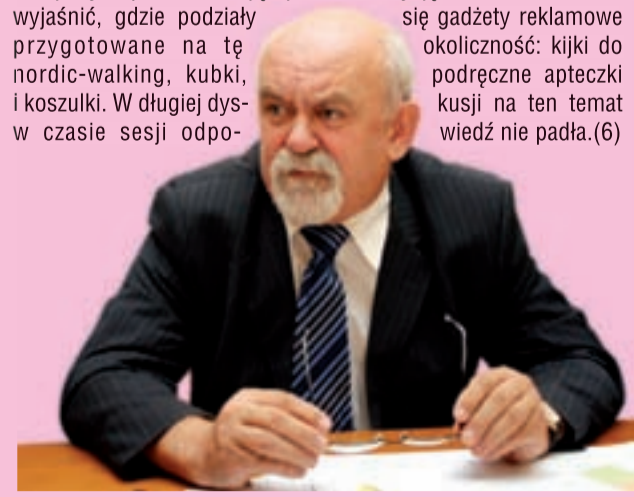 wyjaśnić, gdzie podziały się gadżety reklamowe
przygotowane na tę okoliczność: kijki do
nordic-walking, kubki, podręczne apteczki
i koszulki. W długiej dys- kusji na ten temat
w czasie sesji odpo- wiedź nie padła.(6)